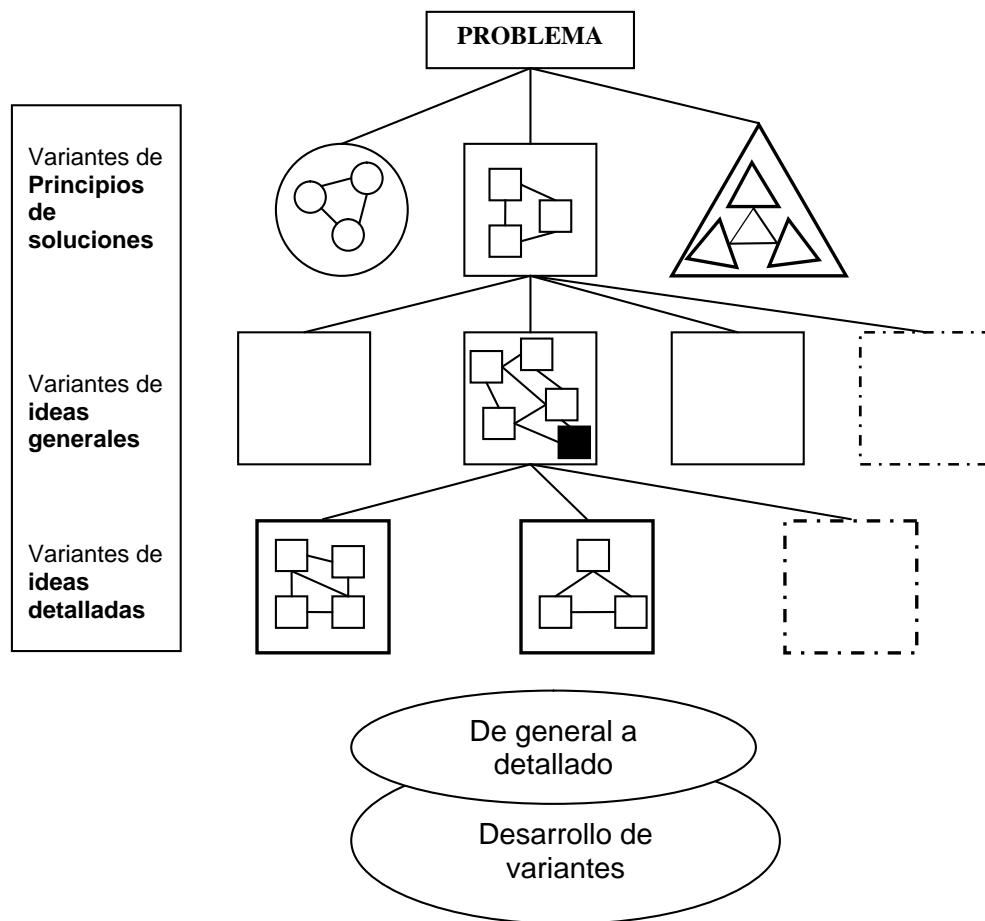 PROBLEMA
Variantes de
Principios
de
soluciones
Variantes de
ideas
generales
Variantes de
ideas
detalladas
De general a
detallado
Desarrollo de
variantes